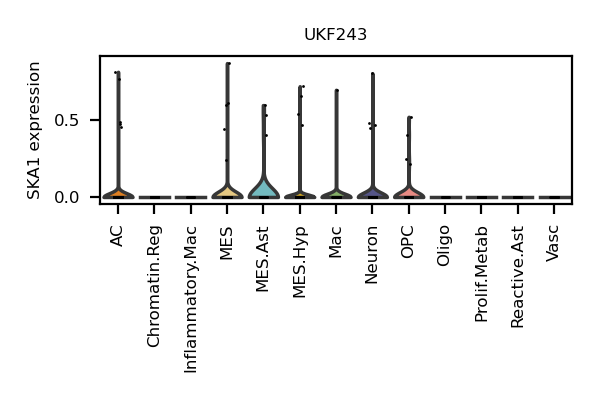 UKF243
SKA1 expression
0.5
0.0
AC
Chromatin.Reg
Inflammatory.Mac
MES
MES.Ast
MES.Hyp
Mac
Neuron
OPC
Oligo
Prolif.Metab
Reactive.Ast
Vasc